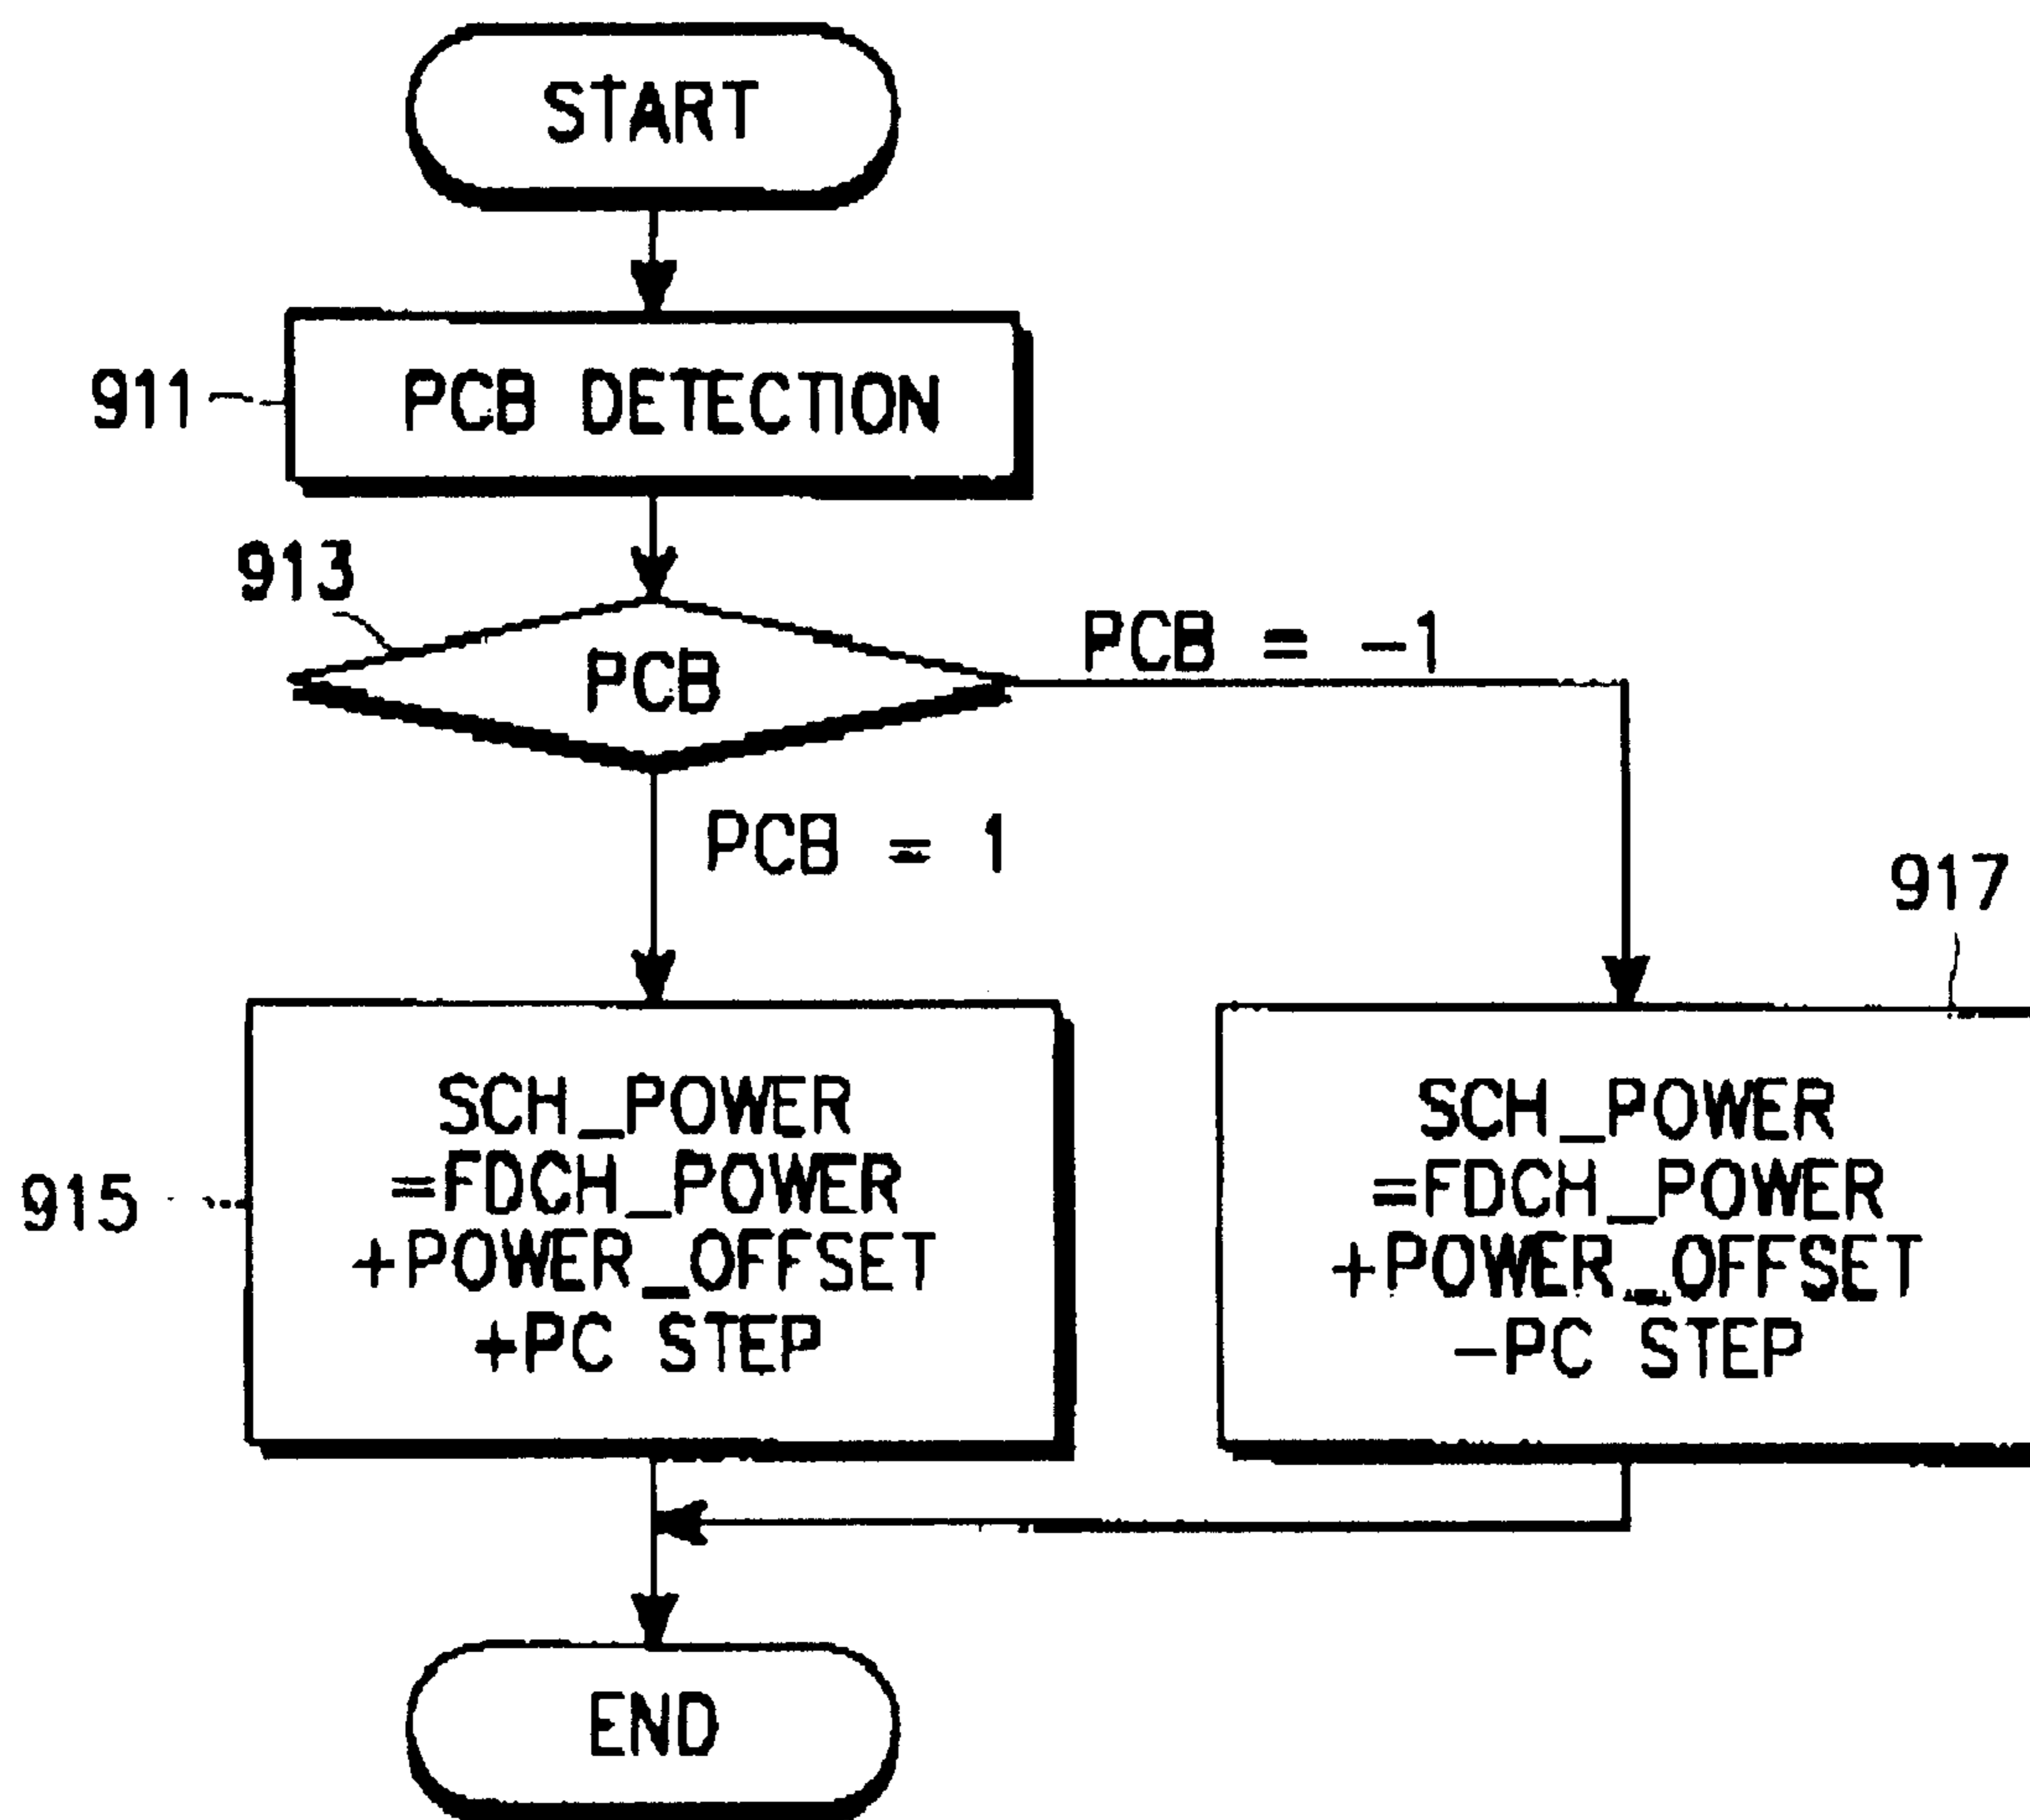 START
911
PCB DETECTION
913
PCB
PCB = -1
PCB = 1
917
915
SCH_POWER
=FDCH_POWER
+POWER_OFFSET
+PC STEP
SCH_POWER
=FDCH_POWER
+POWER_OFFSET
-PC STEP
END